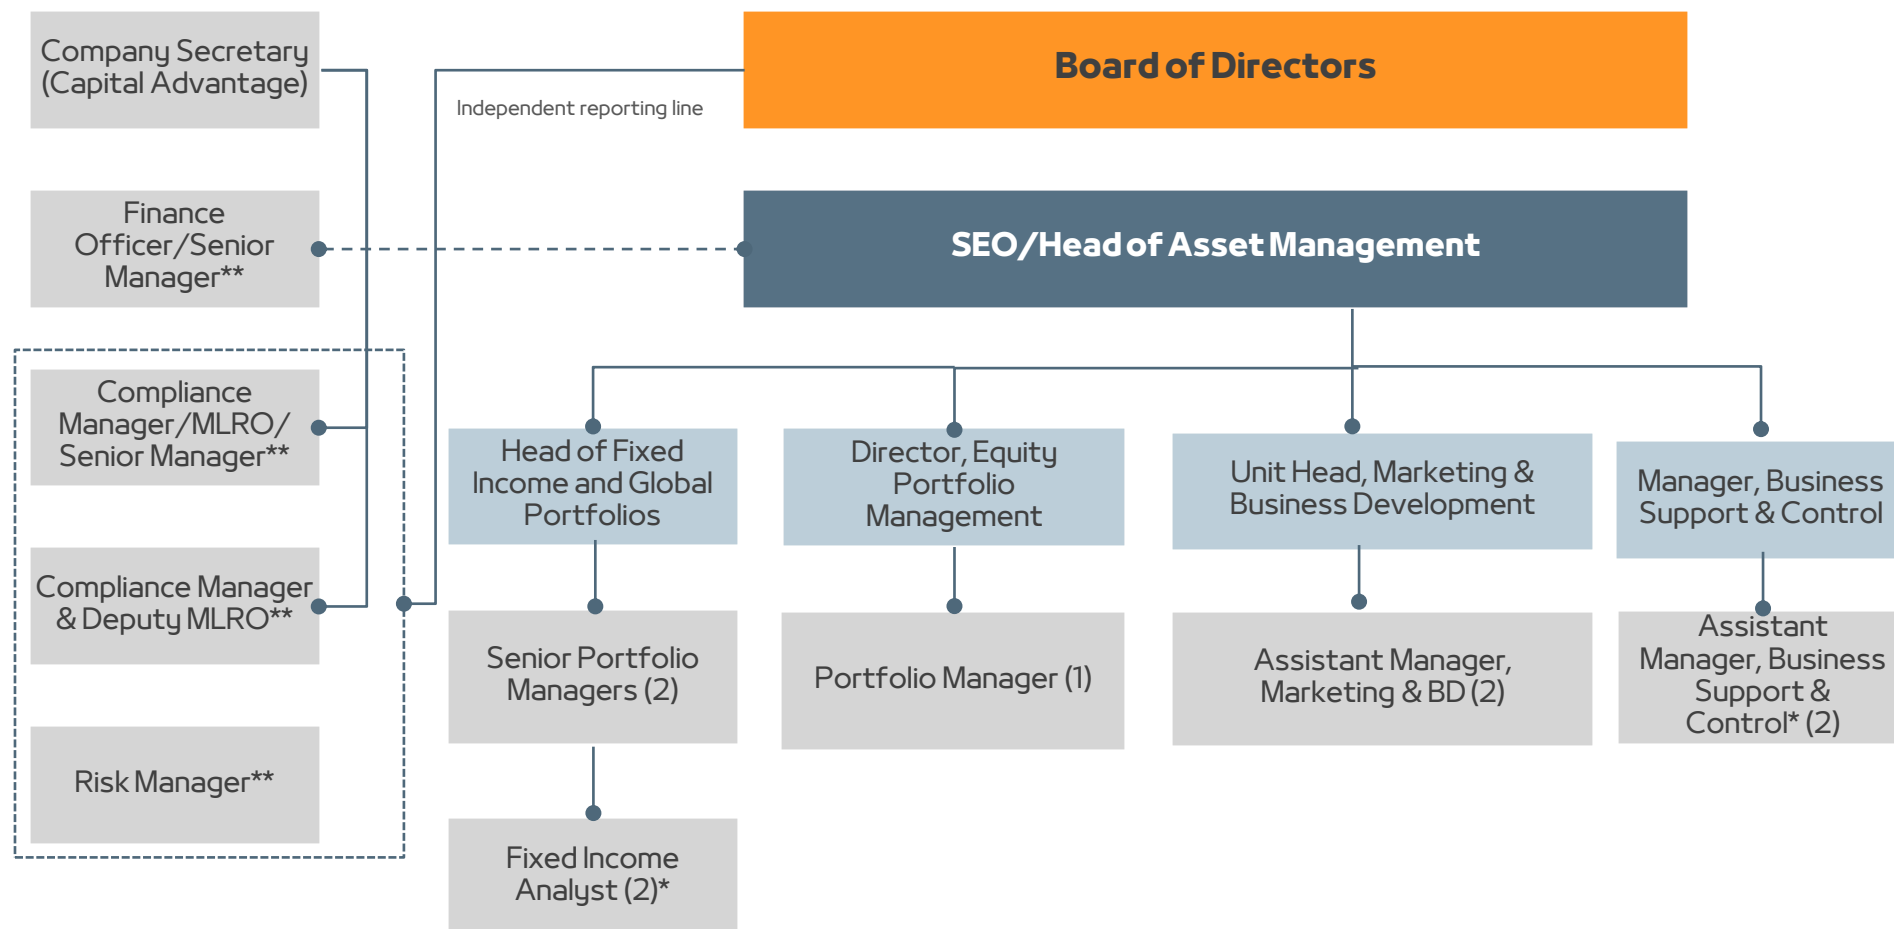 Company Secretary
(Capital Advantage)
Board of Directors
Independent reporting line
Finance
Officer/Senior
Manager**
SEO/Head of Asset Management
Compliance
Manager/MLRO/
Senior Manager**
Head of Fixed
Income and Global
Portfolios
Director, Equity
Portfolio
Management
Unit Head, Marketing &
Business Development
Manager, Business
Support & Control
Compliance Manager
& Deputy MLRO**
Senior Portfolio
Managers (2)
Portfolio Manager (1)
Assistant Manager,
Marketing & BD (2)
Assistant
Manager, Business
Support &
Control* (2)
Risk Manager**
Fixed Income
Analyst (2)*